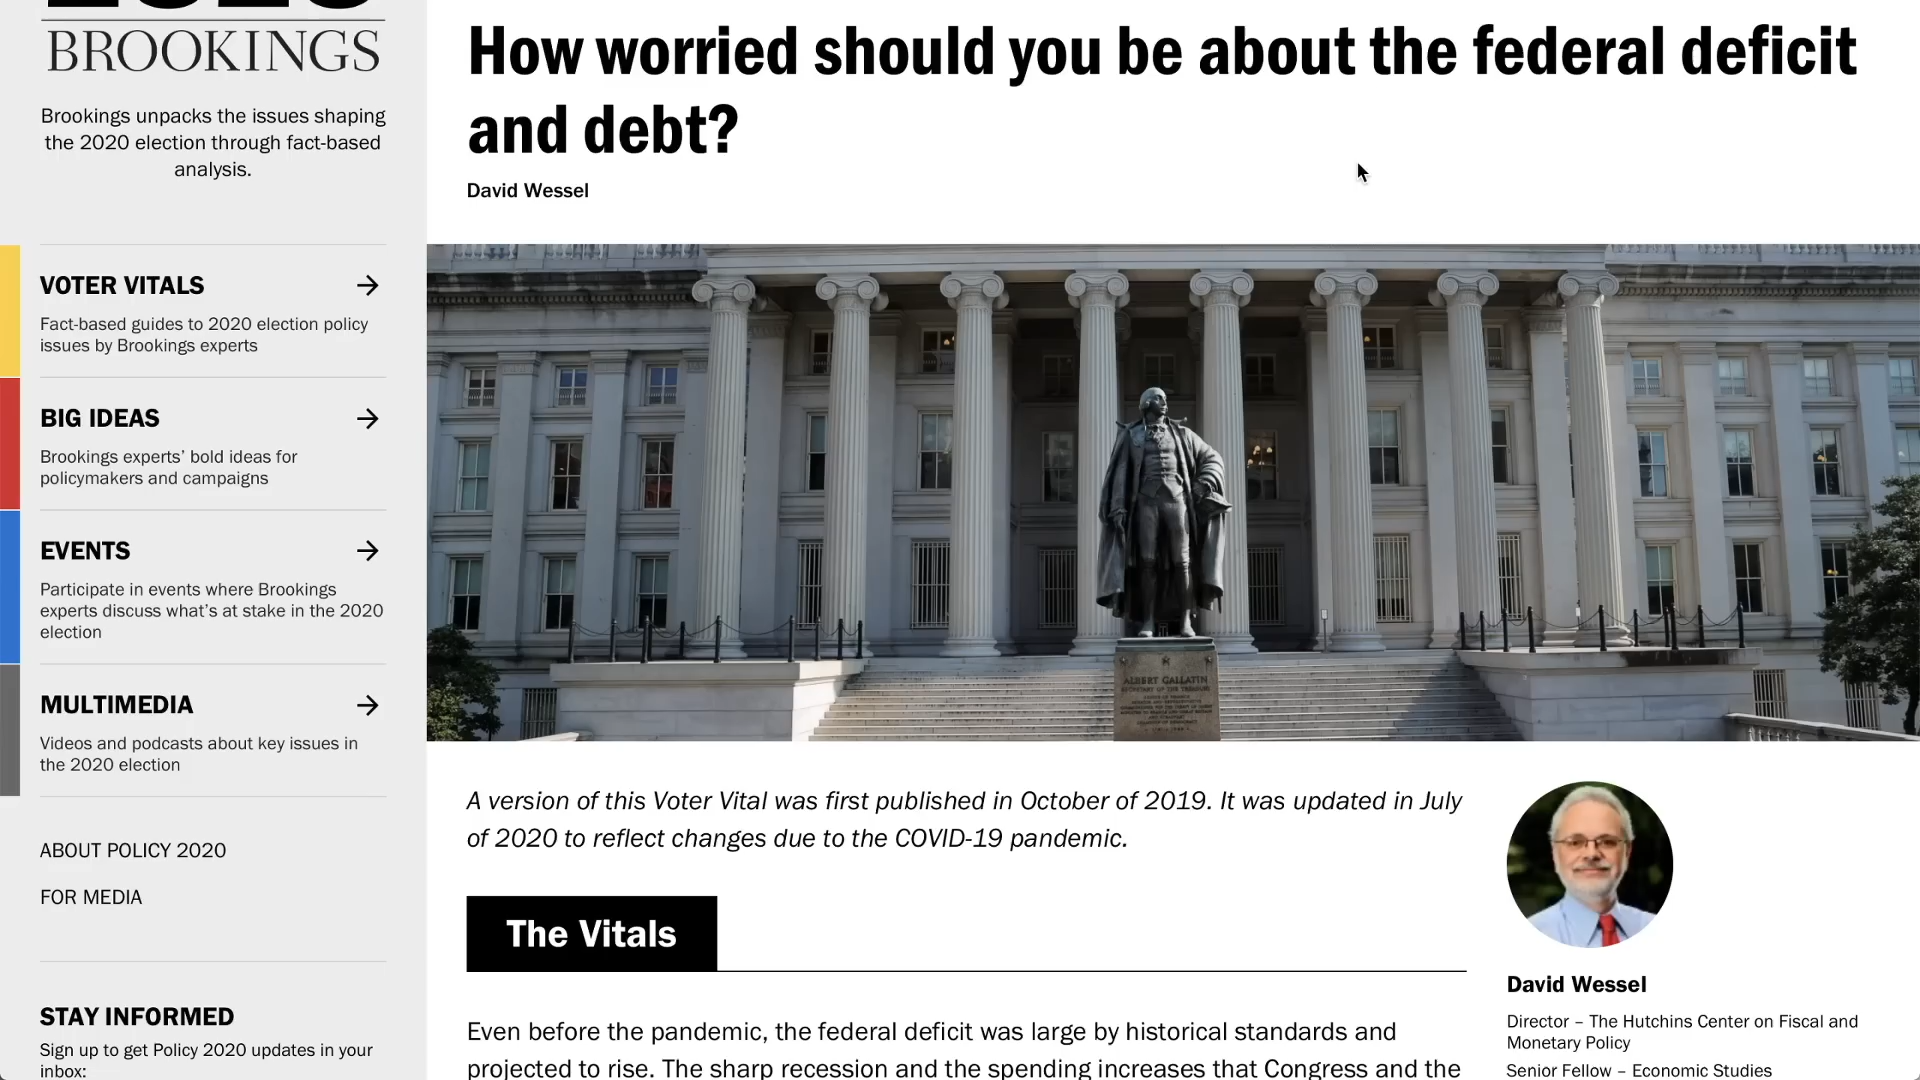 BROOKINGS
Brookings unpacks the issues shaping
the 2020 election through fact-based
analysis.
VOTER VITALS
Fact-based guides to 2020 election policy
issues by Brookings experts
BIG IDEAS
Brookings experts’ bold ideas for
policymakers and campaigns
EVENTS
Participate in events where Brookings
experts discuss what’s at stake in the 2020
election
MULTIMEDIA
Videos and podcasts about key issues in
the 2020 election
ABOUT POLICY 2020
FOR MEDIA
STAY INFORMED
Sign up to get Policy 2020 updates in your
inbox:
How worried should you be about the federal deficit
and debt?
David Wessel
ALBERT GALLATIN
SECRETARY OF THE TREASURY
A version of this Voter Vital was first published in October of 2019. It was updated in July
of 2020 to reflect changes due to the COVID-19 pandemic.
The Vitals
Even before the pandemic, the federal deficit was large by historical standards and
projected to rise. The sharp recession and the spending increases that Congress and the
David Wessel
Director – The Hutchins Center on Fiscal and
Monetary Policy
Senior Fellow – Economic Studies